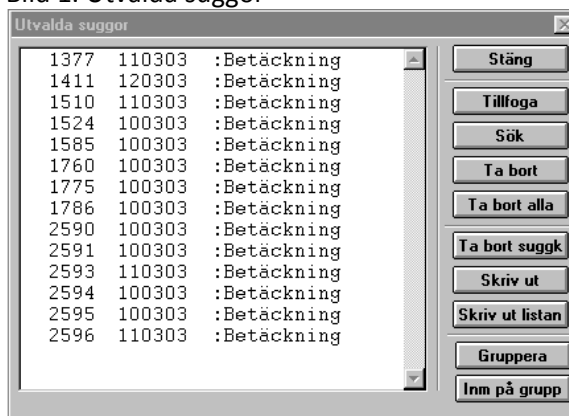 Bild 1. Utvalda suggor
Utvalda suggor
1377 110303 :Betäckning
1411 120303 :Betäckning
1510 110303 :Betäckning
1524 100303 :Betäckning
1585 100303 :Betäckning
1760 100303 :Betäckning
1775 100303 :Betäckning
1786 100303 :Betäckning
2590 100303 :Betäckning
2591 100303 :Betäckning
2593 110303 :Betäckning
2594 100303 :Betäckning
2595 100303 :Betäckning
2596 110303 :Betäckning
Stäng
Tillfoga
Sök
Ta bort
Ta bort alla
Ta bort suggk
Skriv ut
Skriv ut listan
Gruppera
Inm på grupp